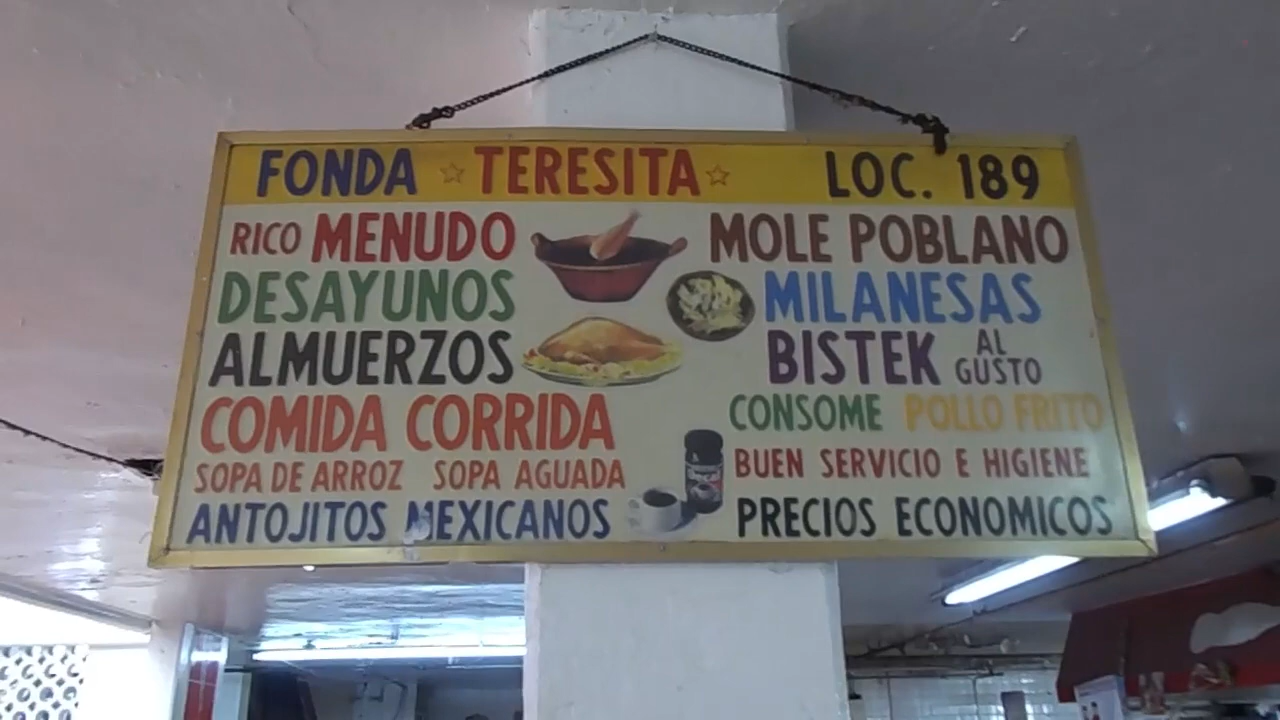 FONDA TERESITA LOC. 189
RICO MENUDO
DESAYUNOS
ALMUERZOS
COMIDA CORRIDA
SOPA DE ARROZ SOPA AGUADA
ANTOJITOS MEXICANOS
MOLE POBLANO
MILANESAS
BISTEK AL GUSTO
CONSOME POLLO FRITO
BUEN SERVICIO E HIGIENE
PRECIOS ECONOMICOS